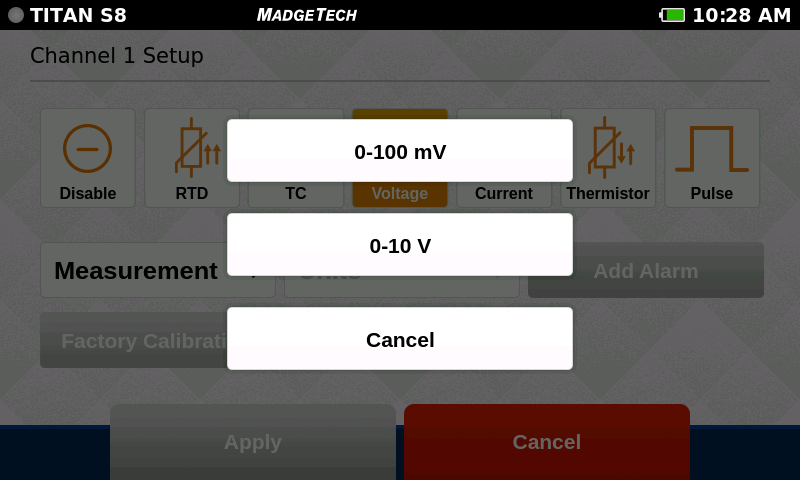 TITAN S8 MADGETECH 10:28 AM
Channel 1 Setup
0-100 mV
Disable RTD TC Voltage Current Thermistor Pulse
0-10 V
Measurement Units Add Alarm
Factory Calibrati
Cancel
Apply Cancel